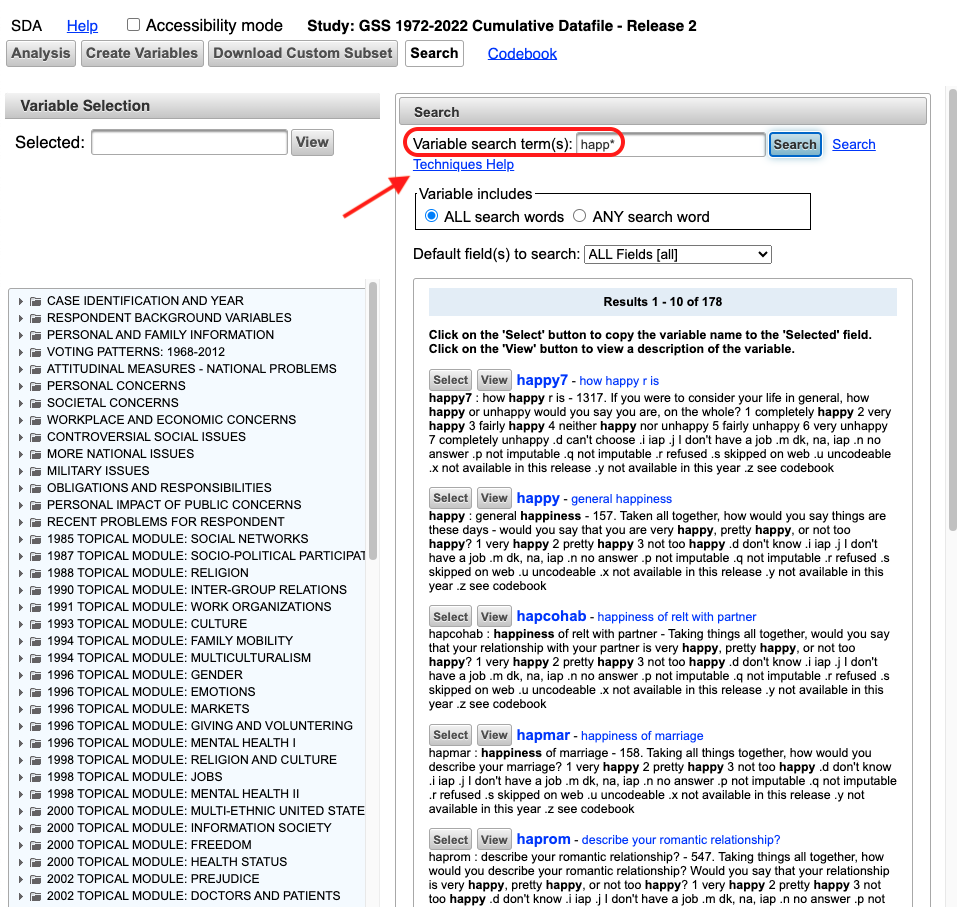 SDA Help Accessibility mode Study: GSS 1972-2022 Cumulative Datafile - Release 2
Analysis Create Variables Download Custom Subset Search Codebook
Variable Selection
Selected: View
CASE IDENTIFICATION AND YEAR
RESPONDENT BACKGROUND VARIABLES
PERSONAL AND FAMILY INFORMATION
VOTING PATTERNS: 1968-2012
ATTITUDINAL MEASURES - NATIONAL PROBLEMS
PERSONAL CONCERNS
SOCIETAL CONCERNS
WORKPLACE AND ECONOMIC CONCERNS
CONTROVERSIAL SOCIAL ISSUES
MORE NATIONAL ISSUES
MILITARY ISSUES
OBLIGATIONS AND RESPONSIBILITIES
PERSONAL IMPACT OF PUBLIC CONCERNS
RECENT PROBLEMS FOR RESPONDENT
1985 TOPICAL MODULE: SOCIAL NETWORKS
1987 TOPICAL MODULE: SOCIO-POLITICAL PARTICIPAT
1988 TOPICAL MODULE: RELIGION
1990 TOPICAL MODULE: INTER-GROUP RELATIONS
1991 TOPICAL MODULE: WORK ORGANIZATIONS
1993 TOPICAL MODULE: CULTURE
1994 TOPICAL MODULE: FAMILY MOBILITY
1994 TOPICAL MODULE: MULTICULTURALISM
1996 TOPICAL MODULE: GENDER
1996 TOPICAL MODULE: EMOTIONS
1996 TOPICAL MODULE: MARKETS
1996 TOPICAL MODULE: GIVING AND VOLUNTERING
1996 TOPICAL MODULE: MENTAL HEALTH I
1998 TOPICAL MODULE: RELIGION AND CULTURE
1998 TOPICAL MODULE: JOBS
1998 TOPICAL MODULE: MENTAL HEALTH II
2000 TOPICAL MODULE: MULTI-ETHNIC UNITED STATE
2000 TOPICAL MODULE: INFORMATION SOCIETY
2000 TOPICAL MODULE: FREEDOM
2000 TOPICAL MODULE: HEALTH STATUS
2002 TOPICAL MODULE: PREJUDICE
2002 TOPICAL MODULE: DOCTORS AND PATIENTS
Search
Variable search term(s): happ* Search Search
Techniques Help
Variable includes
ALL search words ANY search word
Default field(s) to search: ALL Fields [all]
Results 1 - 10 of 178
Click on the 'Select' button to copy the variable name to the 'Selected' field.
Click on the 'View' button to view a description of the variable.
Select View happy7 - how happy r is
happy7 : how happy r is - 1317. If you were to consider your life in general, how
happy or unhappy would you say you are, on the whole? 1 completely happy 2 very
happy 3 fairly happy 4 neither happy nor unhappy 5 fairly unhappy 6 very unhappy
7 completely unhappy .d can't choose .i iap .j I don't have a job .m dk, na, iap .n no
answer .p not imputable .q not imputable .r refused .s skipped on web .u uncodeable
.x not available in this release .y not available in this year .z see codebook
Select View happy - general happiness
happy : general happiness - 157. Taken all together, how would you say things are
these days - would you say that you are very happy, pretty happy, or not too
happy? 1 very happy 2 pretty happy 3 not too happy .d don't know .i iap .j I don't
have a job .m dk, na, iap .n no answer .p not imputable .q not imputable .r refused .s
skipped on web .u uncodeable .x not available in this release .y not available in this
year .z see codebook
Select View hapcohab - happiness of relt with partner
hapcohab : happiness of relt with partner - Taking things all together, would you say
that your relationship with your partner is very happy, pretty happy, or not too
happy? 1 very happy 2 pretty happy 3 not too happy .d don't know .i iap .j I don't
have a job .m dk, na, iap .n no answer .p not imputable .q not imputable .r refused .s
skipped on web .u uncodeable .x not available in this release .y not available in this
year .z see codebook
Select View hapmar - happiness of marriage
hapmar : happiness of marriage - 158. Taking all things together, how would you
describe your marriage? 1 very happy 2 pretty happy 3 not too happy .d don't know
.i iap .j I don't have a job .m dk, na, iap .n no answer .p not imputable .q not imputable
.r refused .s skipped on web .u uncodeable .x not available in this release .y not
available in this year .z see codebook
Select View haprom - describe your romantic relationship?
haprom : describe your romantic relationship? - 547. Taking things all together, how
would you describe your romantic relationship? Would you say that your relationship
is very happy, pretty happy, or not too happy? 1 very happy 2 pretty happy 3 not
too happy .d don't know .i iap .j I don't have a job .m dk, na, iap .n no answer .p not